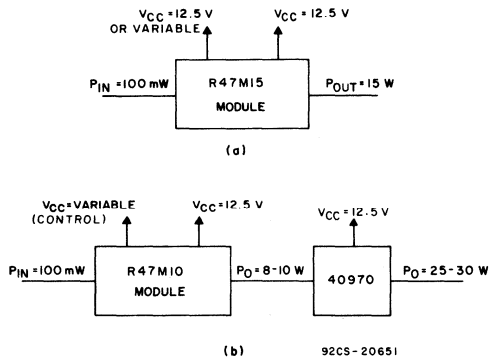 VCC=12.5 V
OR VARIABLE
VCC=12.5 V
PIN=100 mW
R47M15
MODULE
POUT=15 W
(a)
VCC=VARIABLE
(CONTROL)
VCC=12.5 V
VCC=12.5 V
PIN=100 mW
R47M10
MODULE
PO=8-10 W
40970
PO=25-30 W
(b)
92CS-20651